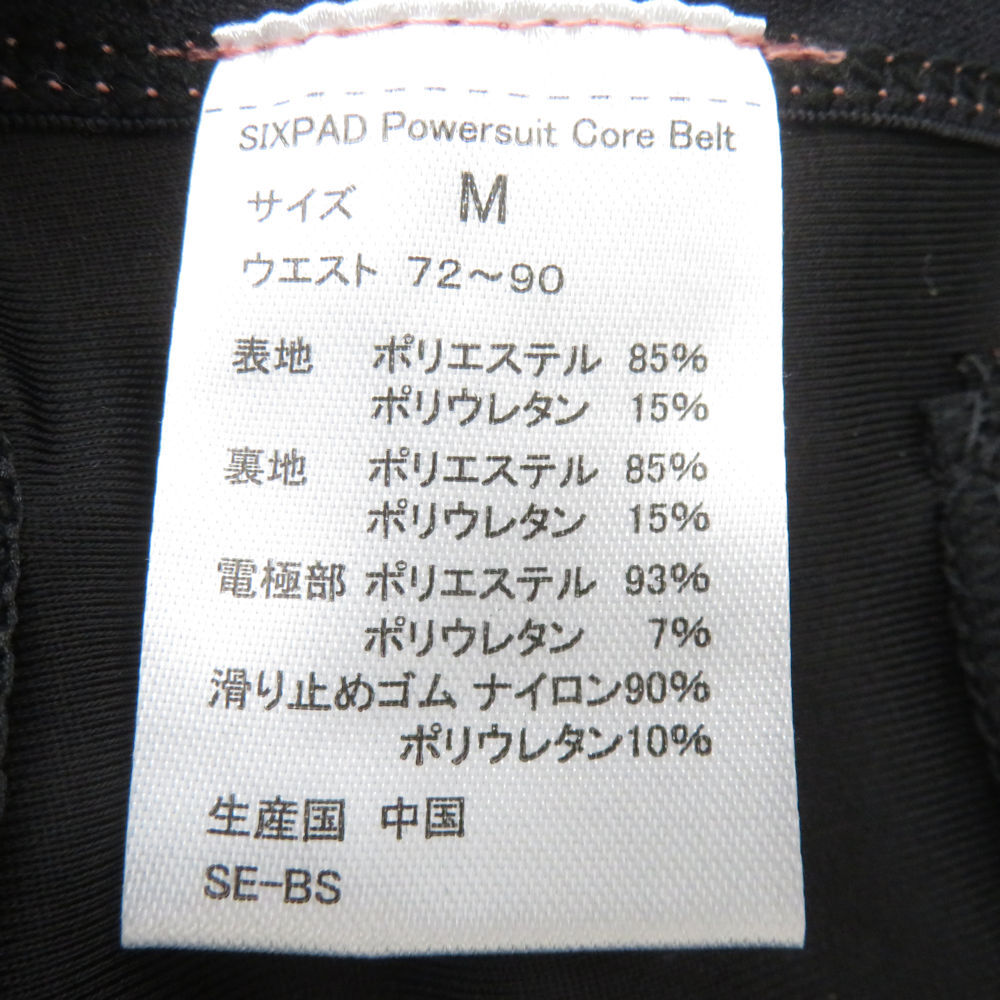 SIXPAD Powersuit Core Belt
サイズ M
ウエスト 72～90
表地 ポリエステル 85%
ポリウレタン 15%
裏地 ポリエステル 85%
ポリウレタン 15%
電極部 ポリエステル 93%
ポリウレタン 7%
滑り止めゴム ナイロン90%
ポリウレタン10%
生産国 中国
SE-BS